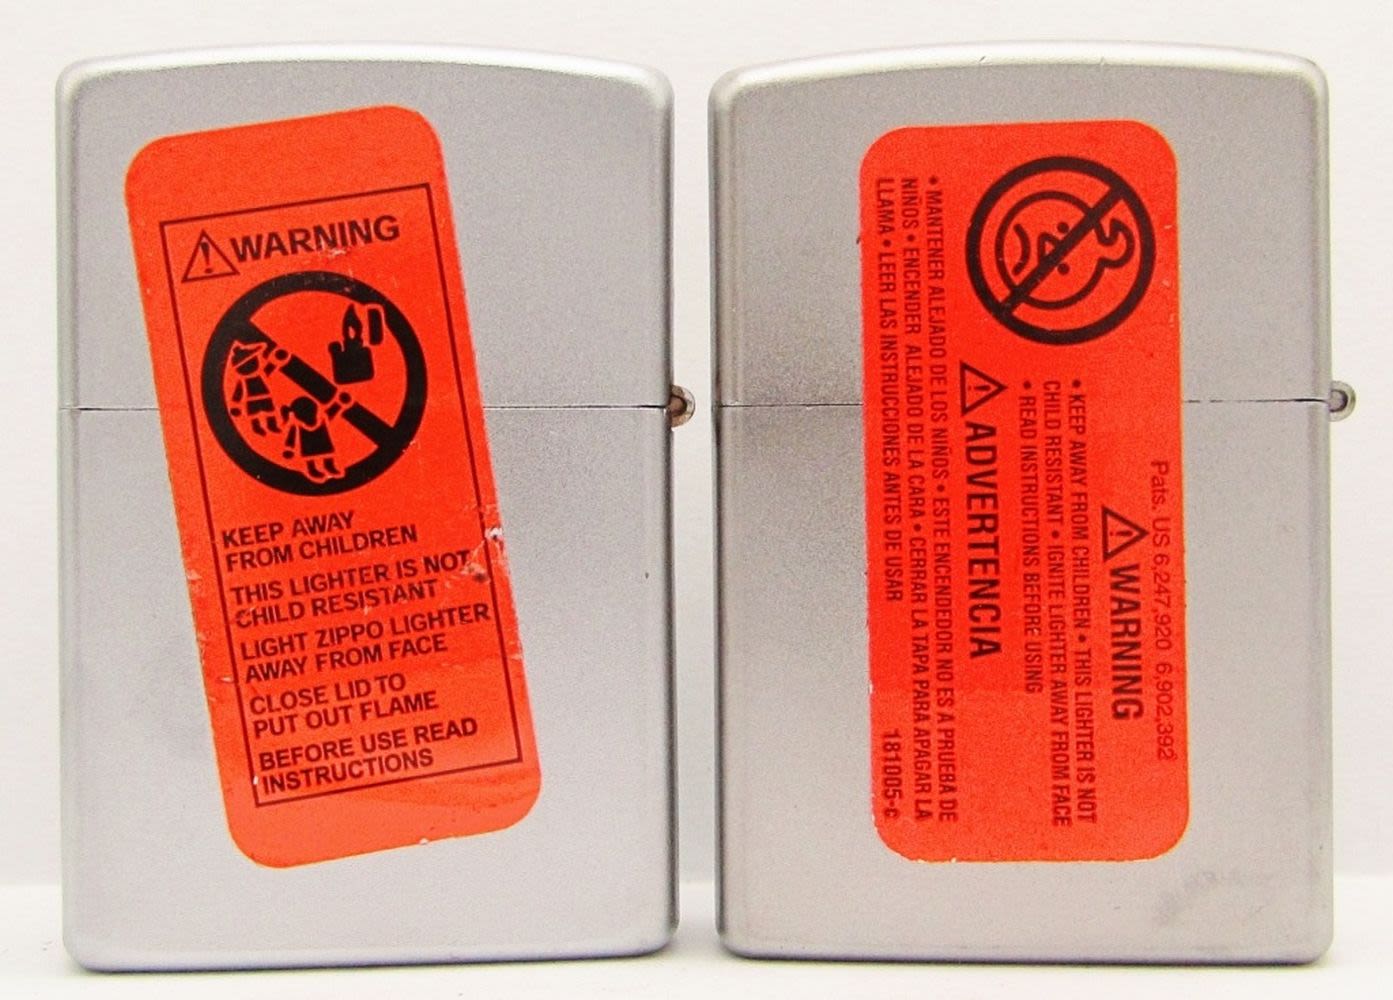 WARNING
KEEP AWAY
FROM CHILDREN
THIS LIGHTER IS NOT
CHILD RESISTANT
LIGHT ZIPPO LIGHTER
AWAY FROM FACE
CLOSE LID TO
PUT OUT FLAME
BEFORE USE READ
INSTRUCTIONS
Pats. US 6,247,920 6,902,392
WARNING
• KEEP AWAY FROM CHILDREN • THIS LIGHTER IS NOT
CHILD RESISTANT • IGNITE LIGHTER AWAY FROM FACE
• READ INSTRUCTIONS BEFORE USING
ADVERTENCIA
• MANTENER ALEJADO DE LOS NIÑOS • ESTE ENCENDEDOR NO ES A PRUEBA DE
NIÑOS • ENCENDER ALEJADO DE LA CARA • CERRAR LA TAPA PARA APAGAR LA
LLAMA • LEER LAS INSTRUCCIONES ANTES DE USAR 181005-c